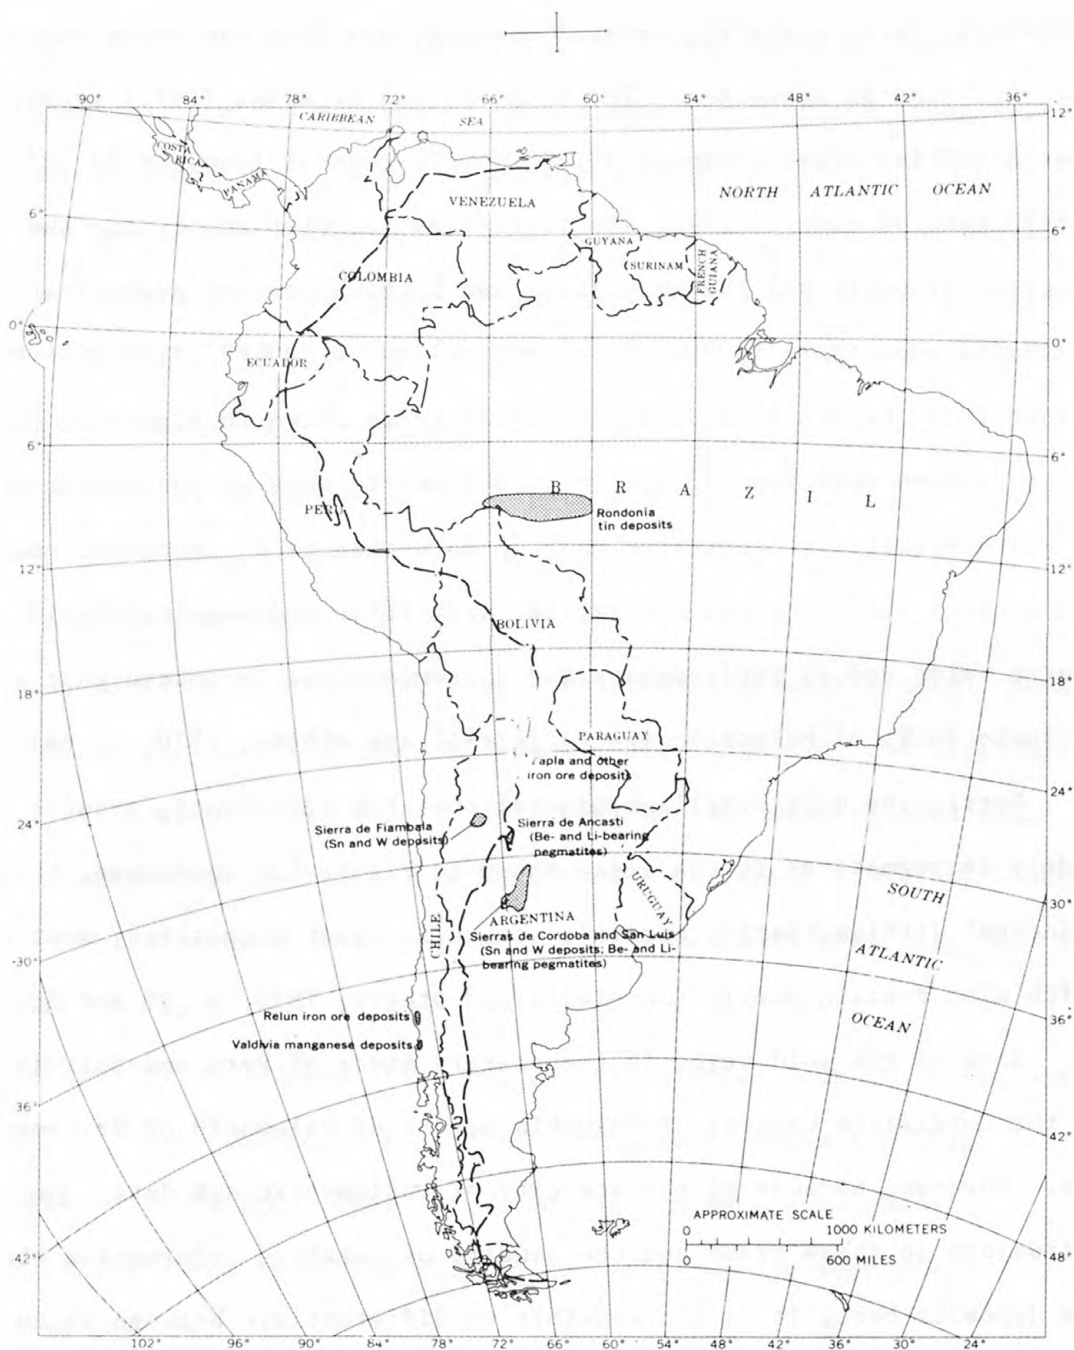 90° 84° 78° 72° 66° 60° 54° 48° 42° 36°
12°
CARIBBEAN SEA
COSTA
RICA
PANAMA
VENEZUELA
NORTH ATLANTIC OCEAN
6°
6°
GUYANA
SURINAM
FRENCH
GUIANA
COLOMBIA
0°
0°
ECUADOR
6°
6°
B R A Z I L
PERU
Rondonia
tin deposits
12°
12°
BOLIVIA
18°
18°
PARAGUAY
Zapla and other
iron ore deposits
24°
24°
Sierra de Fiambala
(Sn and W deposits)
Sierra de Ancasti
(Be- and Li-bearing
pegmatites)
URUGUAY
SOUTH
ATLANTIC
OCEAN
30°
30°
CHILE
ARGENTINA
Sierras de Cordoba and San Luis
(Sn and W deposits; Be- and Li-
bearing pegmatites)
Relun iron ore deposits
Valdivia manganese deposits
36°
36°
42°
42°
48°
APPROXIMATE SCALE
0 1000 KILOMETERS
0 600 MILES
102° 96° 90° 84° 78° 72° 66° 60° 54° 48° 42° 36° 30° 24°